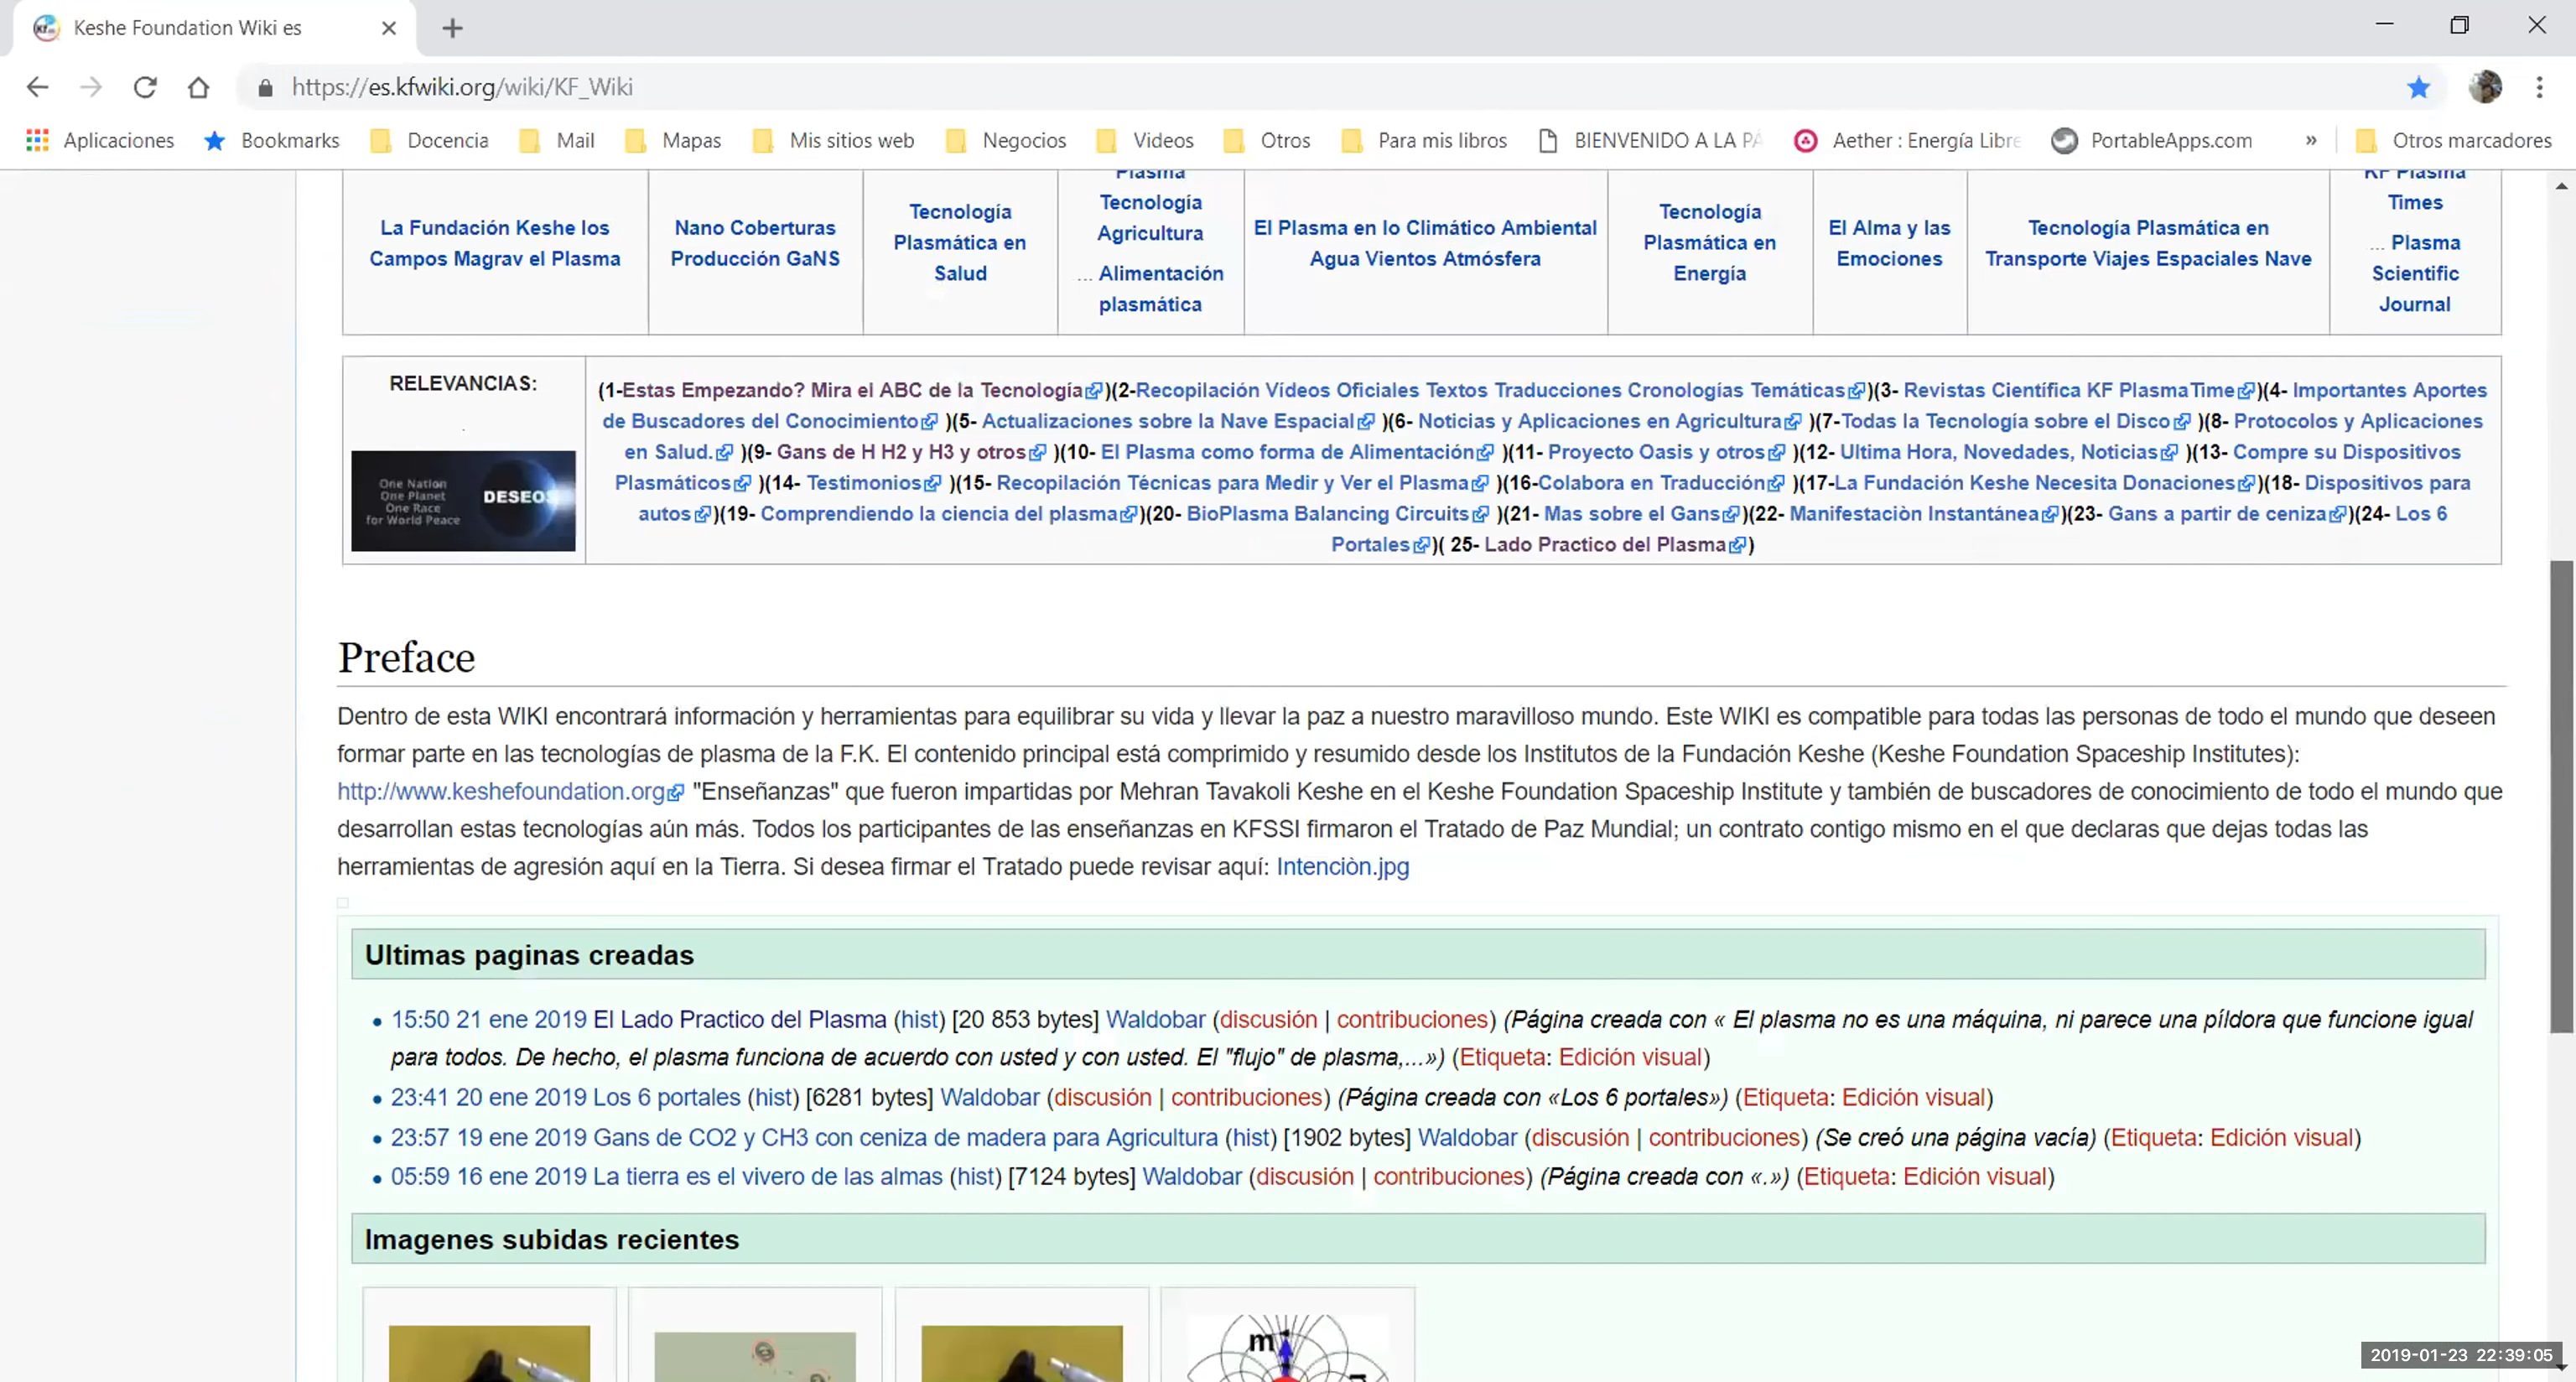 Keshe Foundation Wiki es
https://es.kfwiki.org/wiki/KF_Wiki
Aplicaciones Bookmarks Docencia Mail Mapas Mis sitios web Negocios Videos Otros Para mis libros BIENVENIDO A LA PÁ Aether : Energía Libre PortableApps.com » Otros marcadores
La Fundación Keshe los
Campos Magrav el Plasma
Nano Coberturas
Producción GaNS
Tecnología
Plasmática en
Salud
Plasma
Tecnología
Agricultura
... Alimentación
plasmática
El Plasma en lo Climático Ambiental
Agua Vientos Atmósfera
Tecnología
Plasmática en
Energía
El Alma y las
Emociones
Tecnología Plasmática en
Transporte Viajes Espaciales Nave
KF Plasma
Times
... Plasma
Scientific
Journal
RELEVANCIAS:
.
One Nation
One Planet
One Race
for World Peace
DESEOS
(1-Estas Empezando? Mira el ABC de la Tecnología)(2-Recopilación Vídeos Oficiales Textos Traducciones Cronologías Temáticas)(3- Revistas Científica KF PlasmaTime)(4- Importantes Aportes
de Buscadores del Conocimiento )(5- Actualizaciones sobre la Nave Espacial )(6- Noticias y Aplicaciones en Agricultura )(7-Todas la Tecnología sobre el Disco )(8- Protocolos y Aplicaciones
en Salud. )(9- Gans de H H2 y H3 y otros )(10- El Plasma como forma de Alimentación )(11- Proyecto Oasis y otros )(12- Ultima Hora, Novedades, Noticias )(13- Compre su Dispositivos
Plasmáticos )(14- Testimonios )(15- Recopilación Técnicas para Medir y Ver el Plasma )(16-Colabora en Traducción )(17-La Fundación Keshe Necesita Donaciones)(18- Dispositivos para
autos)(19- Comprendiendo la ciencia del plasma)(20- BioPlasma Balancing Circuits )(21- Mas sobre el Gans)(22- Manifestaciòn Instantánea)(23- Gans a partir de ceniza)(24- Los 6
Portales)( 25- Lado Practico del Plasma)
Preface
Dentro de esta WIKI encontrará información y herramientas para equilibrar su vida y llevar la paz a nuestro maravilloso mundo. Este WIKI es compatible para todas las personas de todo el mundo que deseen
formar parte en las tecnologías de plasma de la F.K. El contenido principal está comprimido y resumido desde los Institutos de la Fundación Keshe (Keshe Foundation Spaceship Institutes):
http://www.keshefoundation.org "Enseñanzas" que fueron impartidas por Mehran Tavakoli Keshe en el Keshe Foundation Spaceship Institute y también de buscadores de conocimiento de todo el mundo que
desarrollan estas tecnologías aún más. Todos los participantes de las enseñanzas en KFSSI firmaron el Tratado de Paz Mundial; un contrato contigo mismo en el que declaras que dejas todas las
herramientas de agresión aquí en la Tierra. Si desea firmar el Tratado puede revisar aquí: Intenciòn.jpg
Ultimas paginas creadas
• 15:50 21 ene 2019 El Lado Practico del Plasma (hist) [20 853 bytes] Waldobar (discusión | contribuciones) (Página creada con « El plasma no es una máquina, ni parece una píldora que funcione igual
para todos. De hecho, el plasma funciona de acuerdo con usted y con usted. El "flujo" de plasma,...») (Etiqueta: Edición visual)
• 23:41 20 ene 2019 Los 6 portales (hist) [6281 bytes] Waldobar (discusión | contribuciones) (Página creada con «Los 6 portales») (Etiqueta: Edición visual)
• 23:57 19 ene 2019 Gans de CO2 y CH3 con ceniza de madera para Agricultura (hist) [1902 bytes] Waldobar (discusión | contribuciones) (Se creó una página vacía) (Etiqueta: Edición visual)
• 05:59 16 ene 2019 La tierra es el vivero de las almas (hist) [7124 bytes] Waldobar (discusión | contribuciones) (Página creada con «.») (Etiqueta: Edición visual)
Imagenes subidas recientes
m
2019-01-23 22:39:05